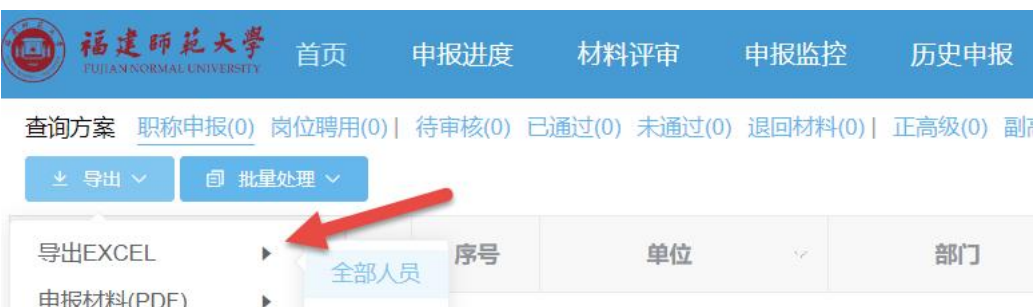 福建師範大學 首页 申报进度 材料评审 申报监控 历史申报
FUJIAN NORMAL UNIVERSITY
查询方案 职称申报(0) 岗位聘用(0)| 待审核(0) 已通过(0) 未通过(0) 退回材料(0)| 正高级(0) 副高
导出 批量处理
导出EXCEL 全部人员 序号 单位 部门
申报材料(PDF)